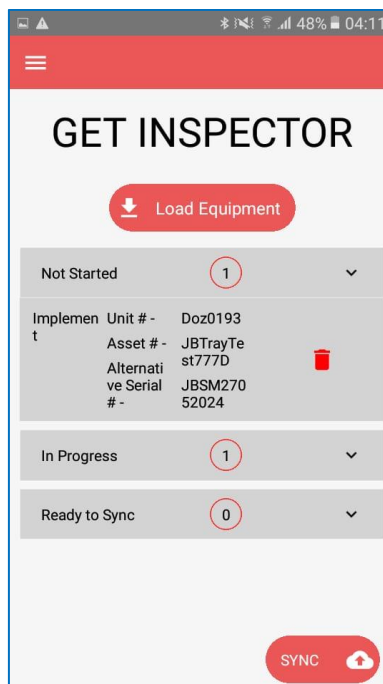 48% 04:11
GET INSPECTOR
Load Equipment
Not Started 1
Implemen Unit # - Doz0193
t
Asset # - JBTrayTe
st777D
Alternati
ve Serial JBSM270
# - 52024
In Progress 1
Ready to Sync 0
SYNC